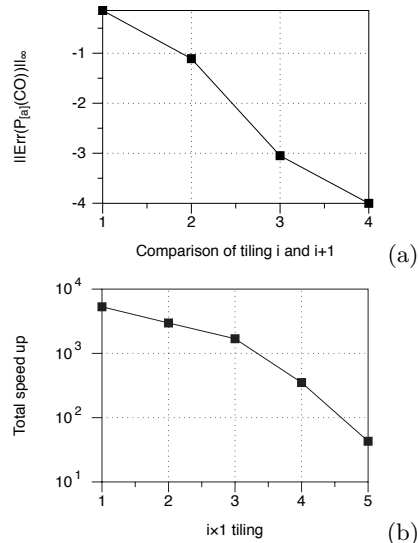 ||Err(P[a](CO))||∞
-1
-2
-3
-4
1 2 3 4
Comparison of tiling i and i+1
(a)
Total speed up
10^4
10^3
10^2
10^1
1 2 3 4 5
i×1 tiling
(b)